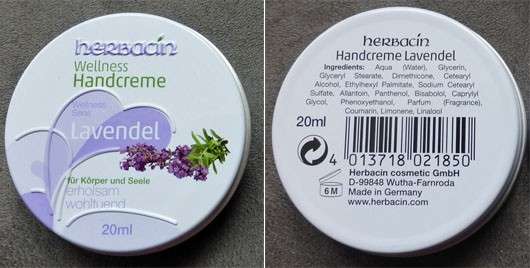 herbacin
Wellness
Handcreme
Wellness
Sens
Lavendel
für Körper und Seele
erholsam
wohltuend
20ml
herbacin
Handcreme Lavendel
Ingredients: Aqua (Water), Glycerin,
Glyceryl Stearate, Dimethicone, Cetearyl
Alcohol, Ethylhexyl Palmitate, Sodium Cetearyl
Sulfate, Allantoin, Panthenol, Bisabolol, Caprylyl
Glycol, Phenoxyethanol, Parfum (Fragrance),
Coumarin, Limonene, Linalool
20ml
4 013718 021850
6 M
Herbacin cosmetic GmbH
D-99848 Wutha-Farnroda
Made in Germany
www.herbacin.com